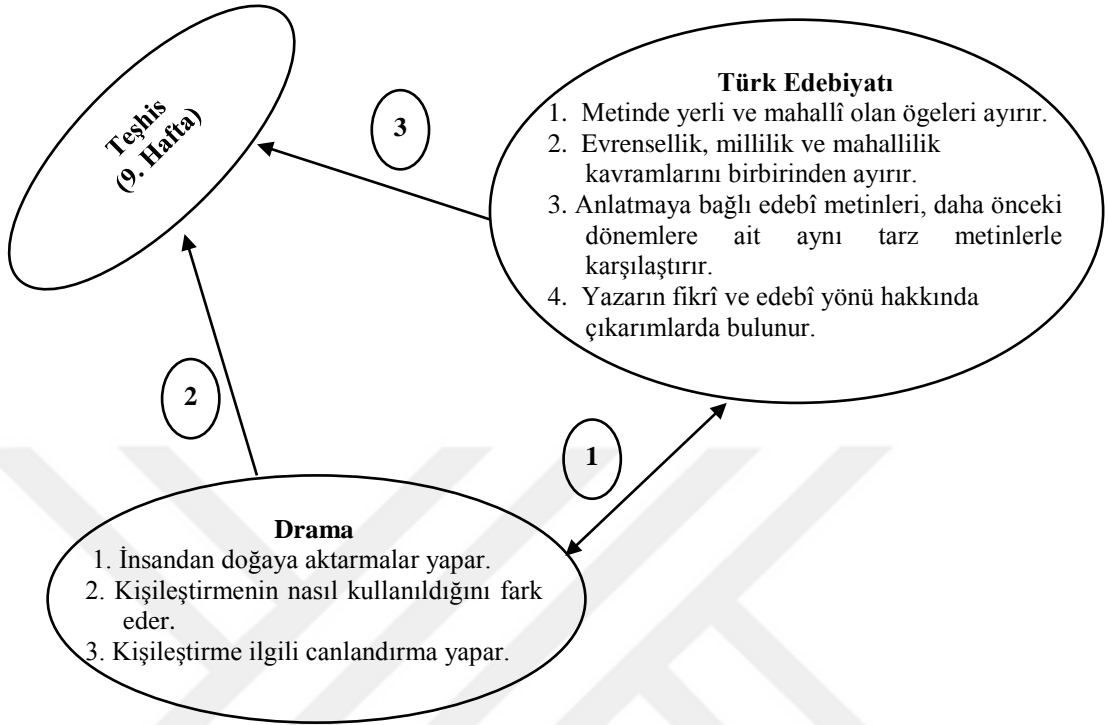 Teşhis
(9. Hafta)
3
Türk Edebiyatı
1. Metinde yerli ve mahallî olan ögeleri ayırır.
2. Evrensellik, millilik ve mahallilik
kavramlarını birbirinden ayırır.
3. Anlatmaya bağlı edebî metinleri, daha önceki
dönemlere ait aynı tarz metinlerle
karşılaştırır.
4. Yazarın fikrî ve edebî yönü hakkında
çıkarımlarda bulunur.
2
1
Drama
1. İnsandan doğaya aktarmalar yapar.
2. Kişileştirmenin nasıl kullanıldığını fark
eder.
3. Kişileştirme ilgili canlandırma yapar.